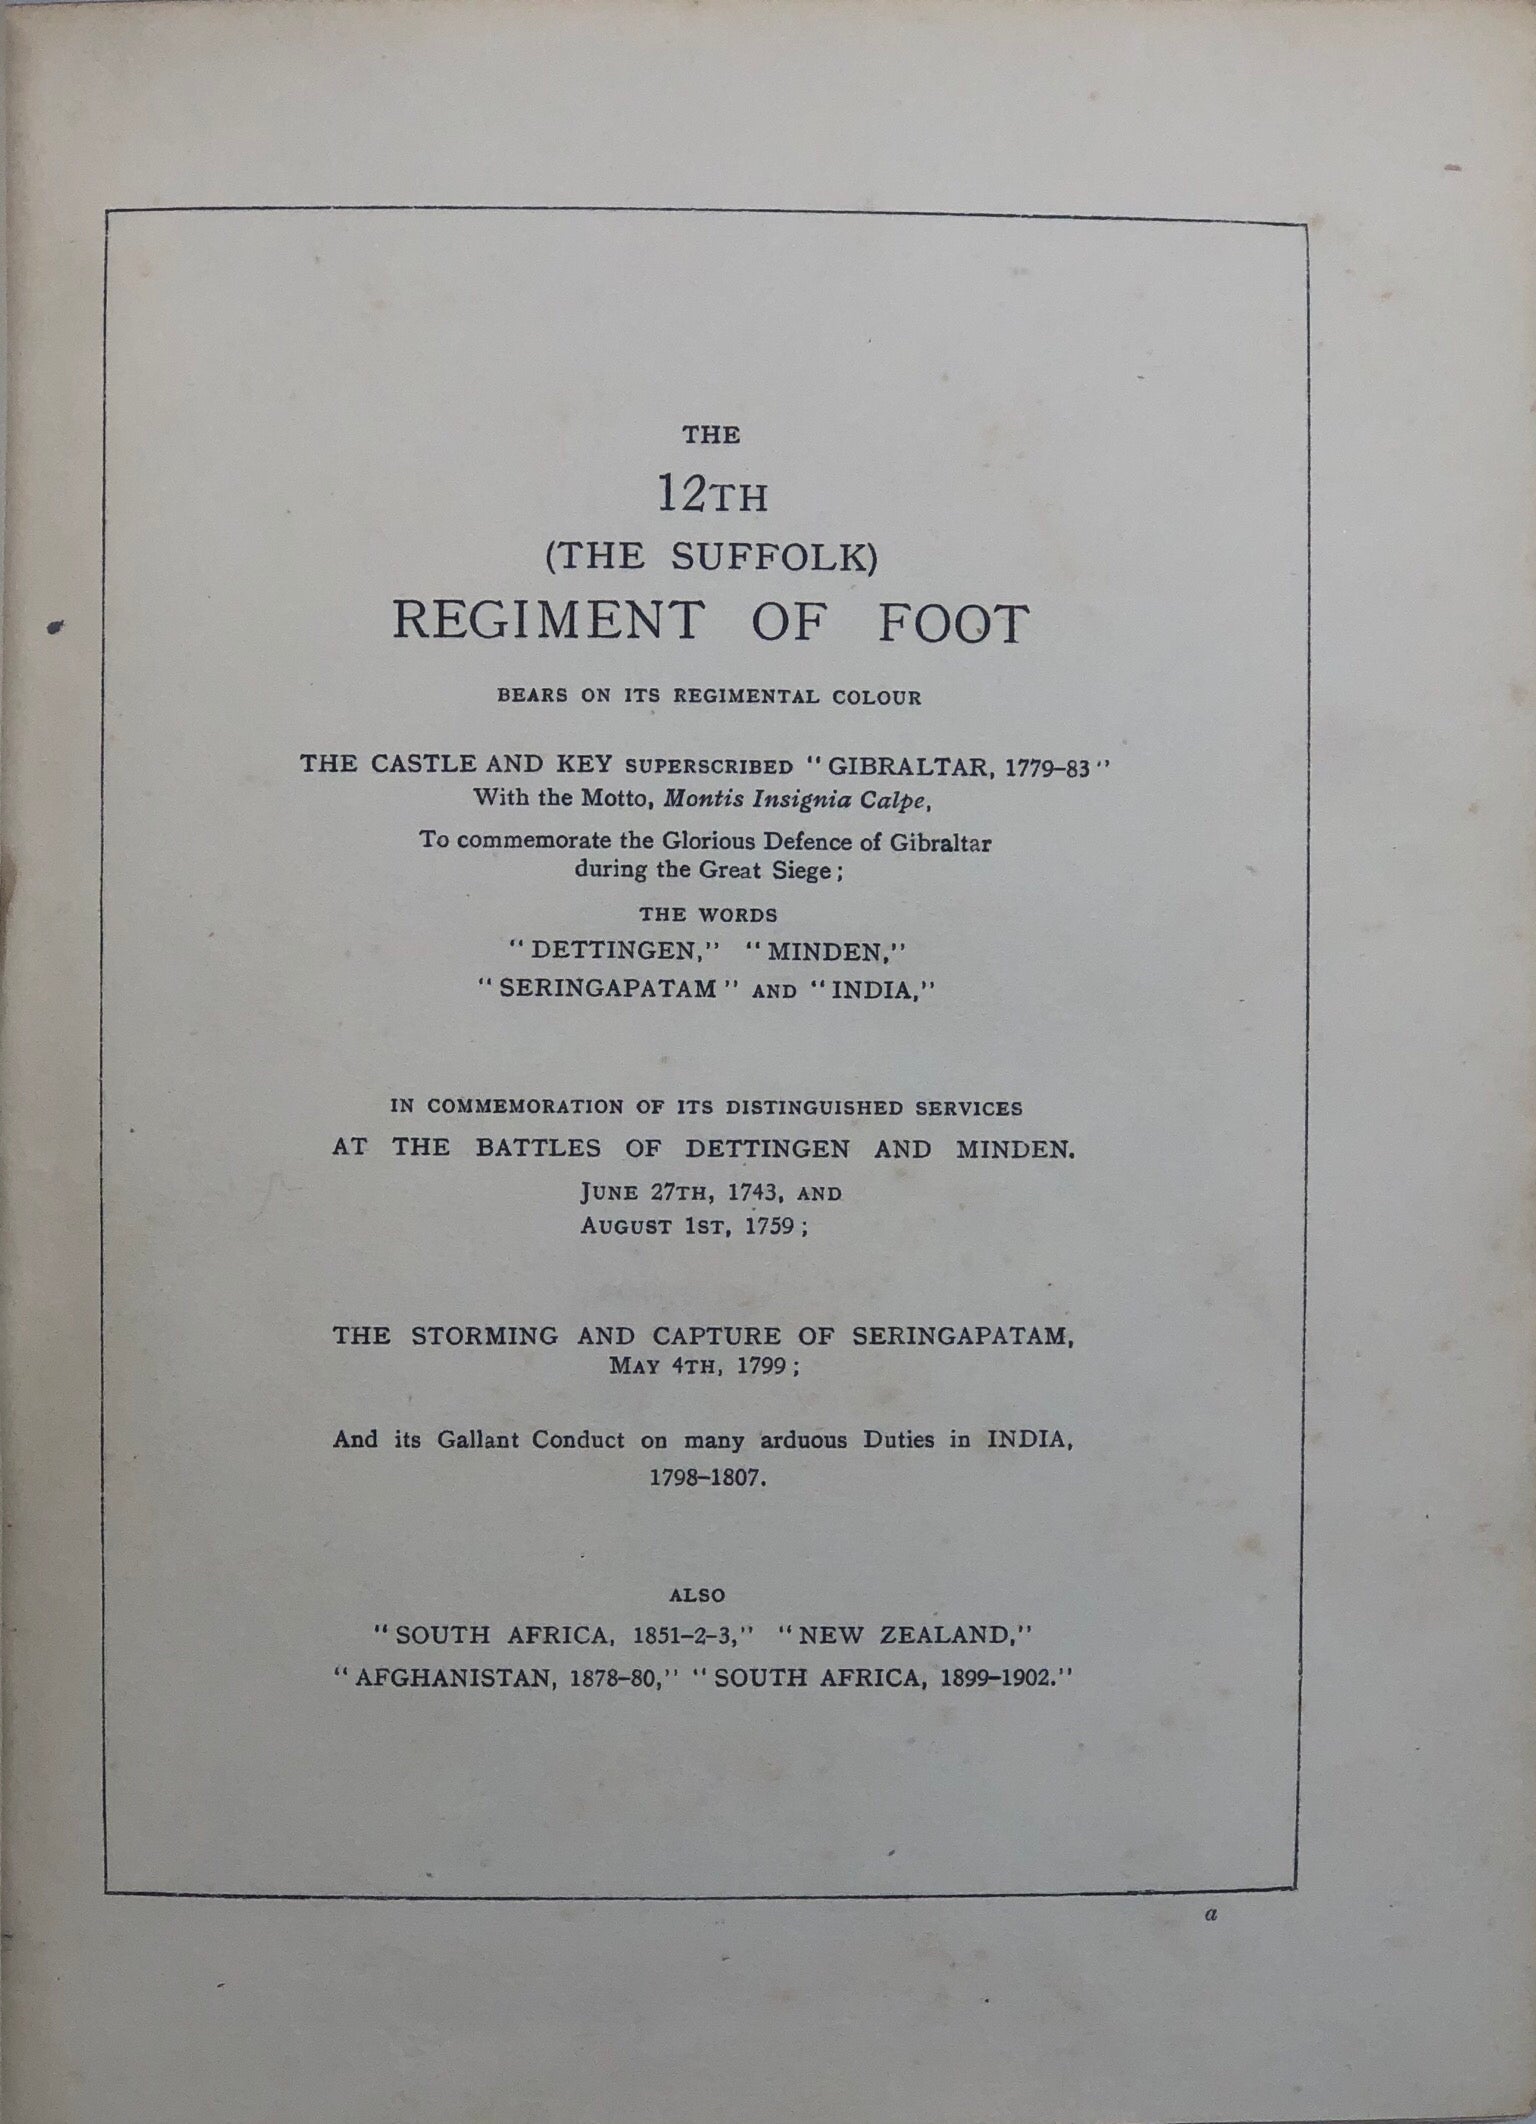 THE
12TH
(THE SUFFOLK)
REGIMENT OF FOOT
BEARS ON ITS REGIMENTAL COLOUR
THE CASTLE AND KEY SUPERSCRIBED "GIBRALTAR, 1779–83"
With the Motto, Montis Insignia Calpe,
To commemorate the Glorious Defence of Gibraltar
during the Great Siege;
THE WORDS
"DETTINGEN," "MINDEN,"
"SERINGAPATAM" AND "INDIA,"
IN COMMEMORATION OF ITS DISTINGUISHED SERVICES
AT THE BATTLES OF DETTINGEN AND MINDEN.
JUNE 27TH, 1743, AND
AUGUST 1ST, 1759;
THE STORMING AND CAPTURE OF SERINGAPATAM,
MAY 4TH, 1799;
And its Gallant Conduct on many arduous Duties in INDIA,
1798–1807.
ALSO
"SOUTH AFRICA, 1851–2–3," "NEW ZEALAND,"
"AFGHANISTAN, 1878–80," "SOUTH AFRICA, 1899–1902."
a